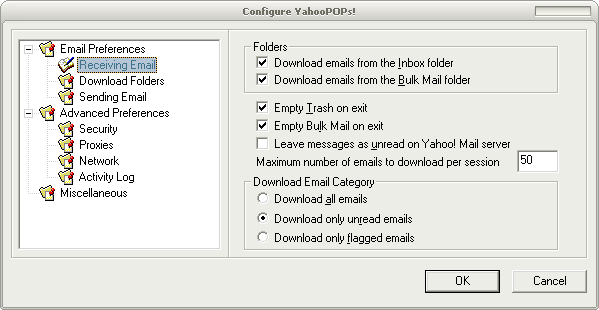 Configure YahooPOPs!
Email Preferences
Receiving Email
Download Folders
Sending Email
Advanced Preferences
Security
Proxies
Network
Activity Log
Miscellaneous
Folders
Download emails from the Inbox folder
Download emails from the Bulk Mail folder
Empty Trash on exit
Empty Bulk Mail on exit
Leave messages as unread on Yahoo! Mail server
Maximum number of emails to download per session 50
Download Email Category
Download all emails
Download only unread emails
Download only flagged emails
OK Cancel